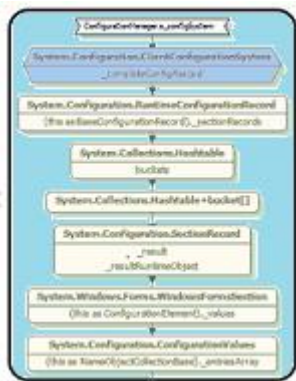 ConfigurationManager.s_configSystem
System.Configuration.ClientConfigurationSystem
_completeConfigRecord
System.Configuration.RuntimeConfigurationRecord
(this as BaseConfigurationRecord)._sectionRecords
System.Collections.Hashtable
buckets
System.Collections.Hashtable+bucket[]
System.Configuration.SectionRecord
_result
_resultRuntimeObject
System.Windows.Forms.WindowsFormsSection
(this as ConfigurationElement)._values
System.Configuration.ConfigurationValues
(this as NameObjectCollectionBase)._entriesArray